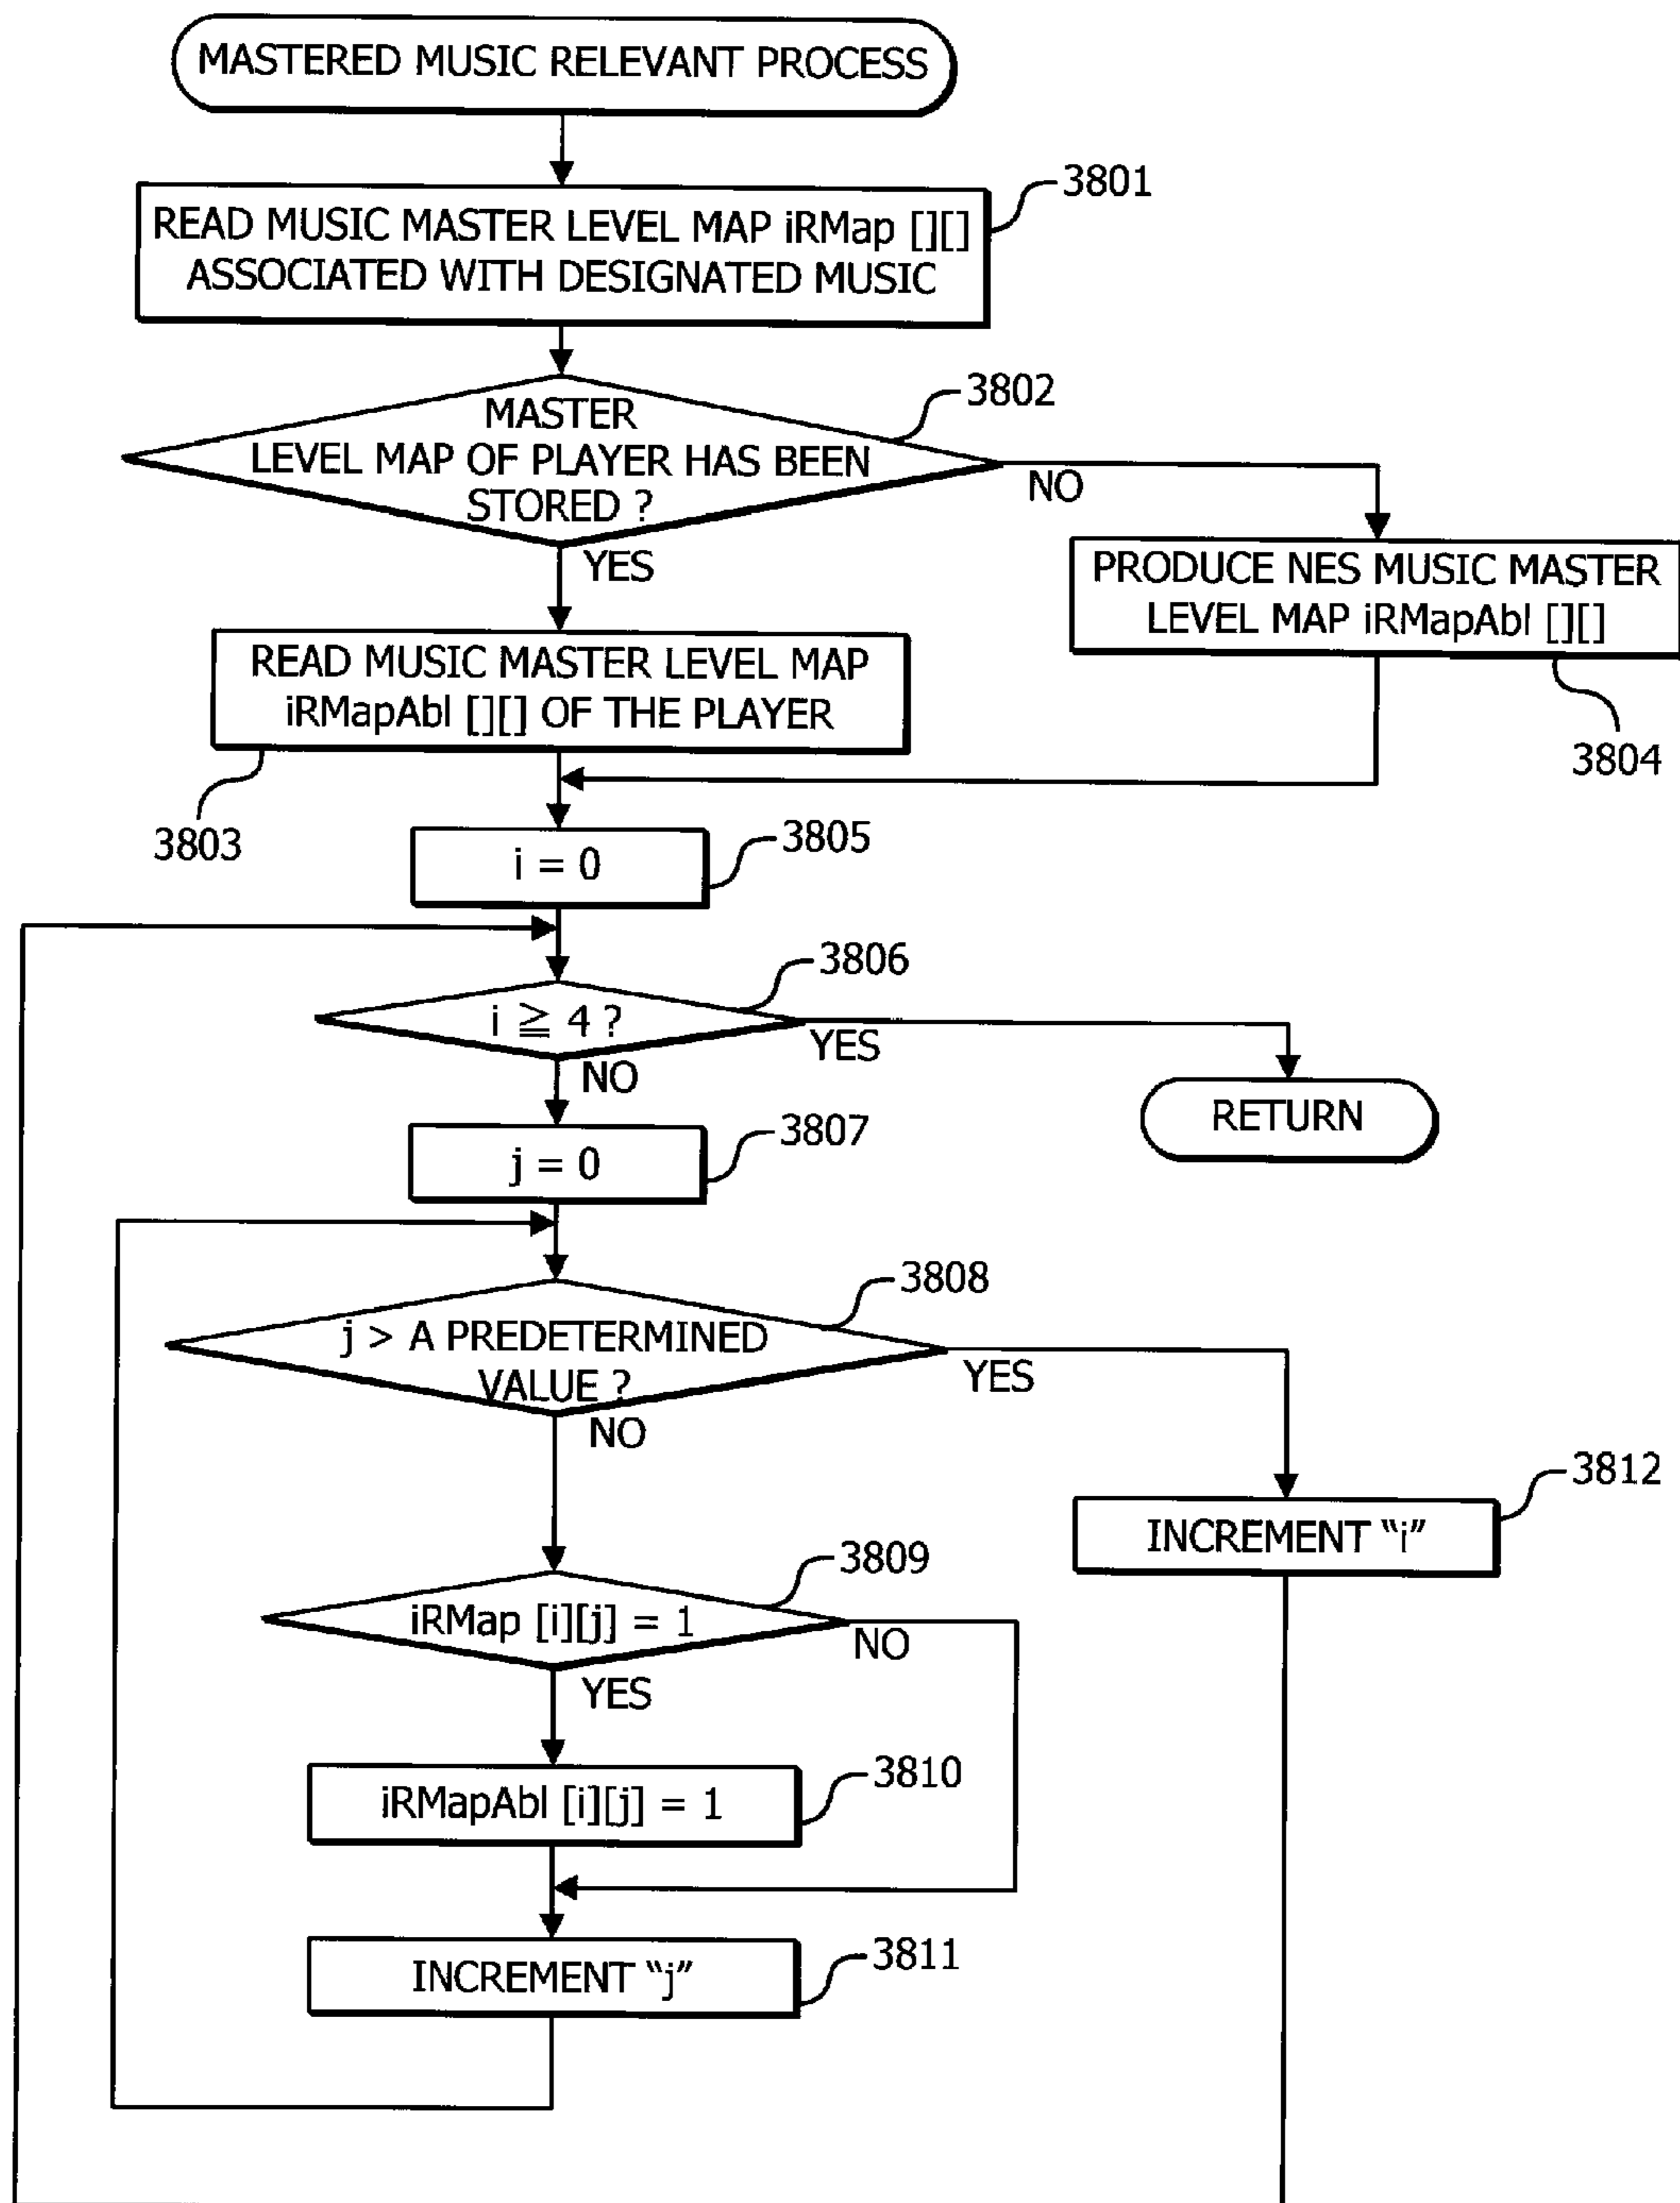 MASTERED MUSIC RELEVANT PROCESS
3801
READ MUSIC MASTER LEVEL MAP iRMap [][]
ASSOCIATED WITH DESIGNATED MUSIC
3802
MASTER
LEVEL MAP OF PLAYER HAS BEEN
STORED ?
NO
YES
PRODUCE NES MUSIC MASTER
LEVEL MAP iRMapAbl [][]
3804
READ MUSIC MASTER LEVEL MAP
iRMapAbl [][] OF THE PLAYER
3803
3805
i = 0
3806
i ≧ 4 ?
YES
NO
RETURN
3807
j = 0
3808
j > A PREDETERMINED
VALUE ?
YES
NO
3812
INCREMENT “i”
3809
iRMap [i][j] = 1
NO
YES
3810
iRMapAbl [i][j] = 1
3811
INCREMENT “j”